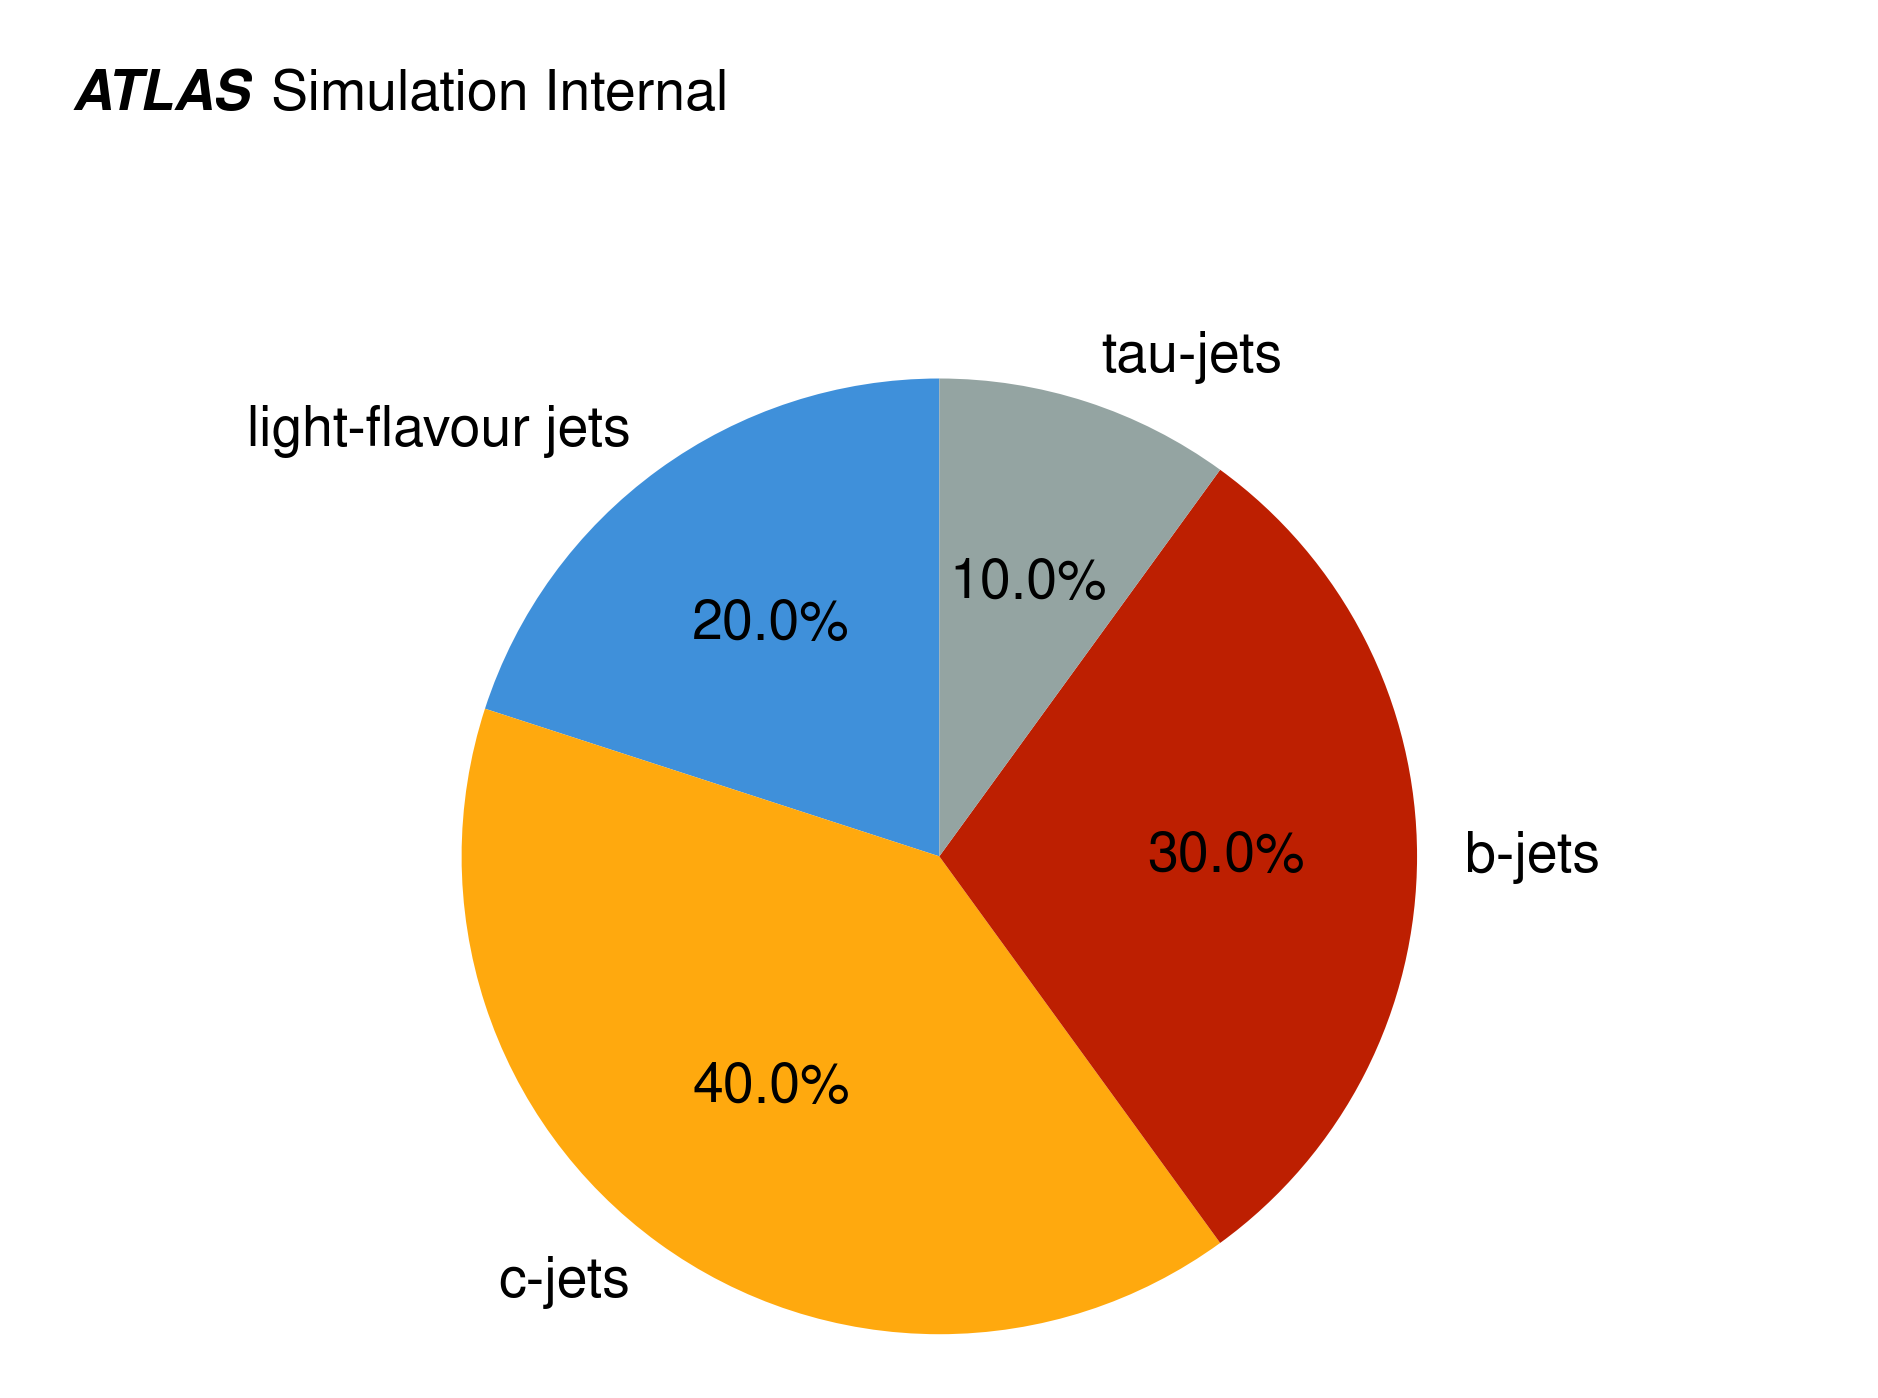 ATLAS Simulation Internal
tau-jets
light-flavour jets
10.0%
20.0%
30.0%
b-jets
40.0%
c-jets